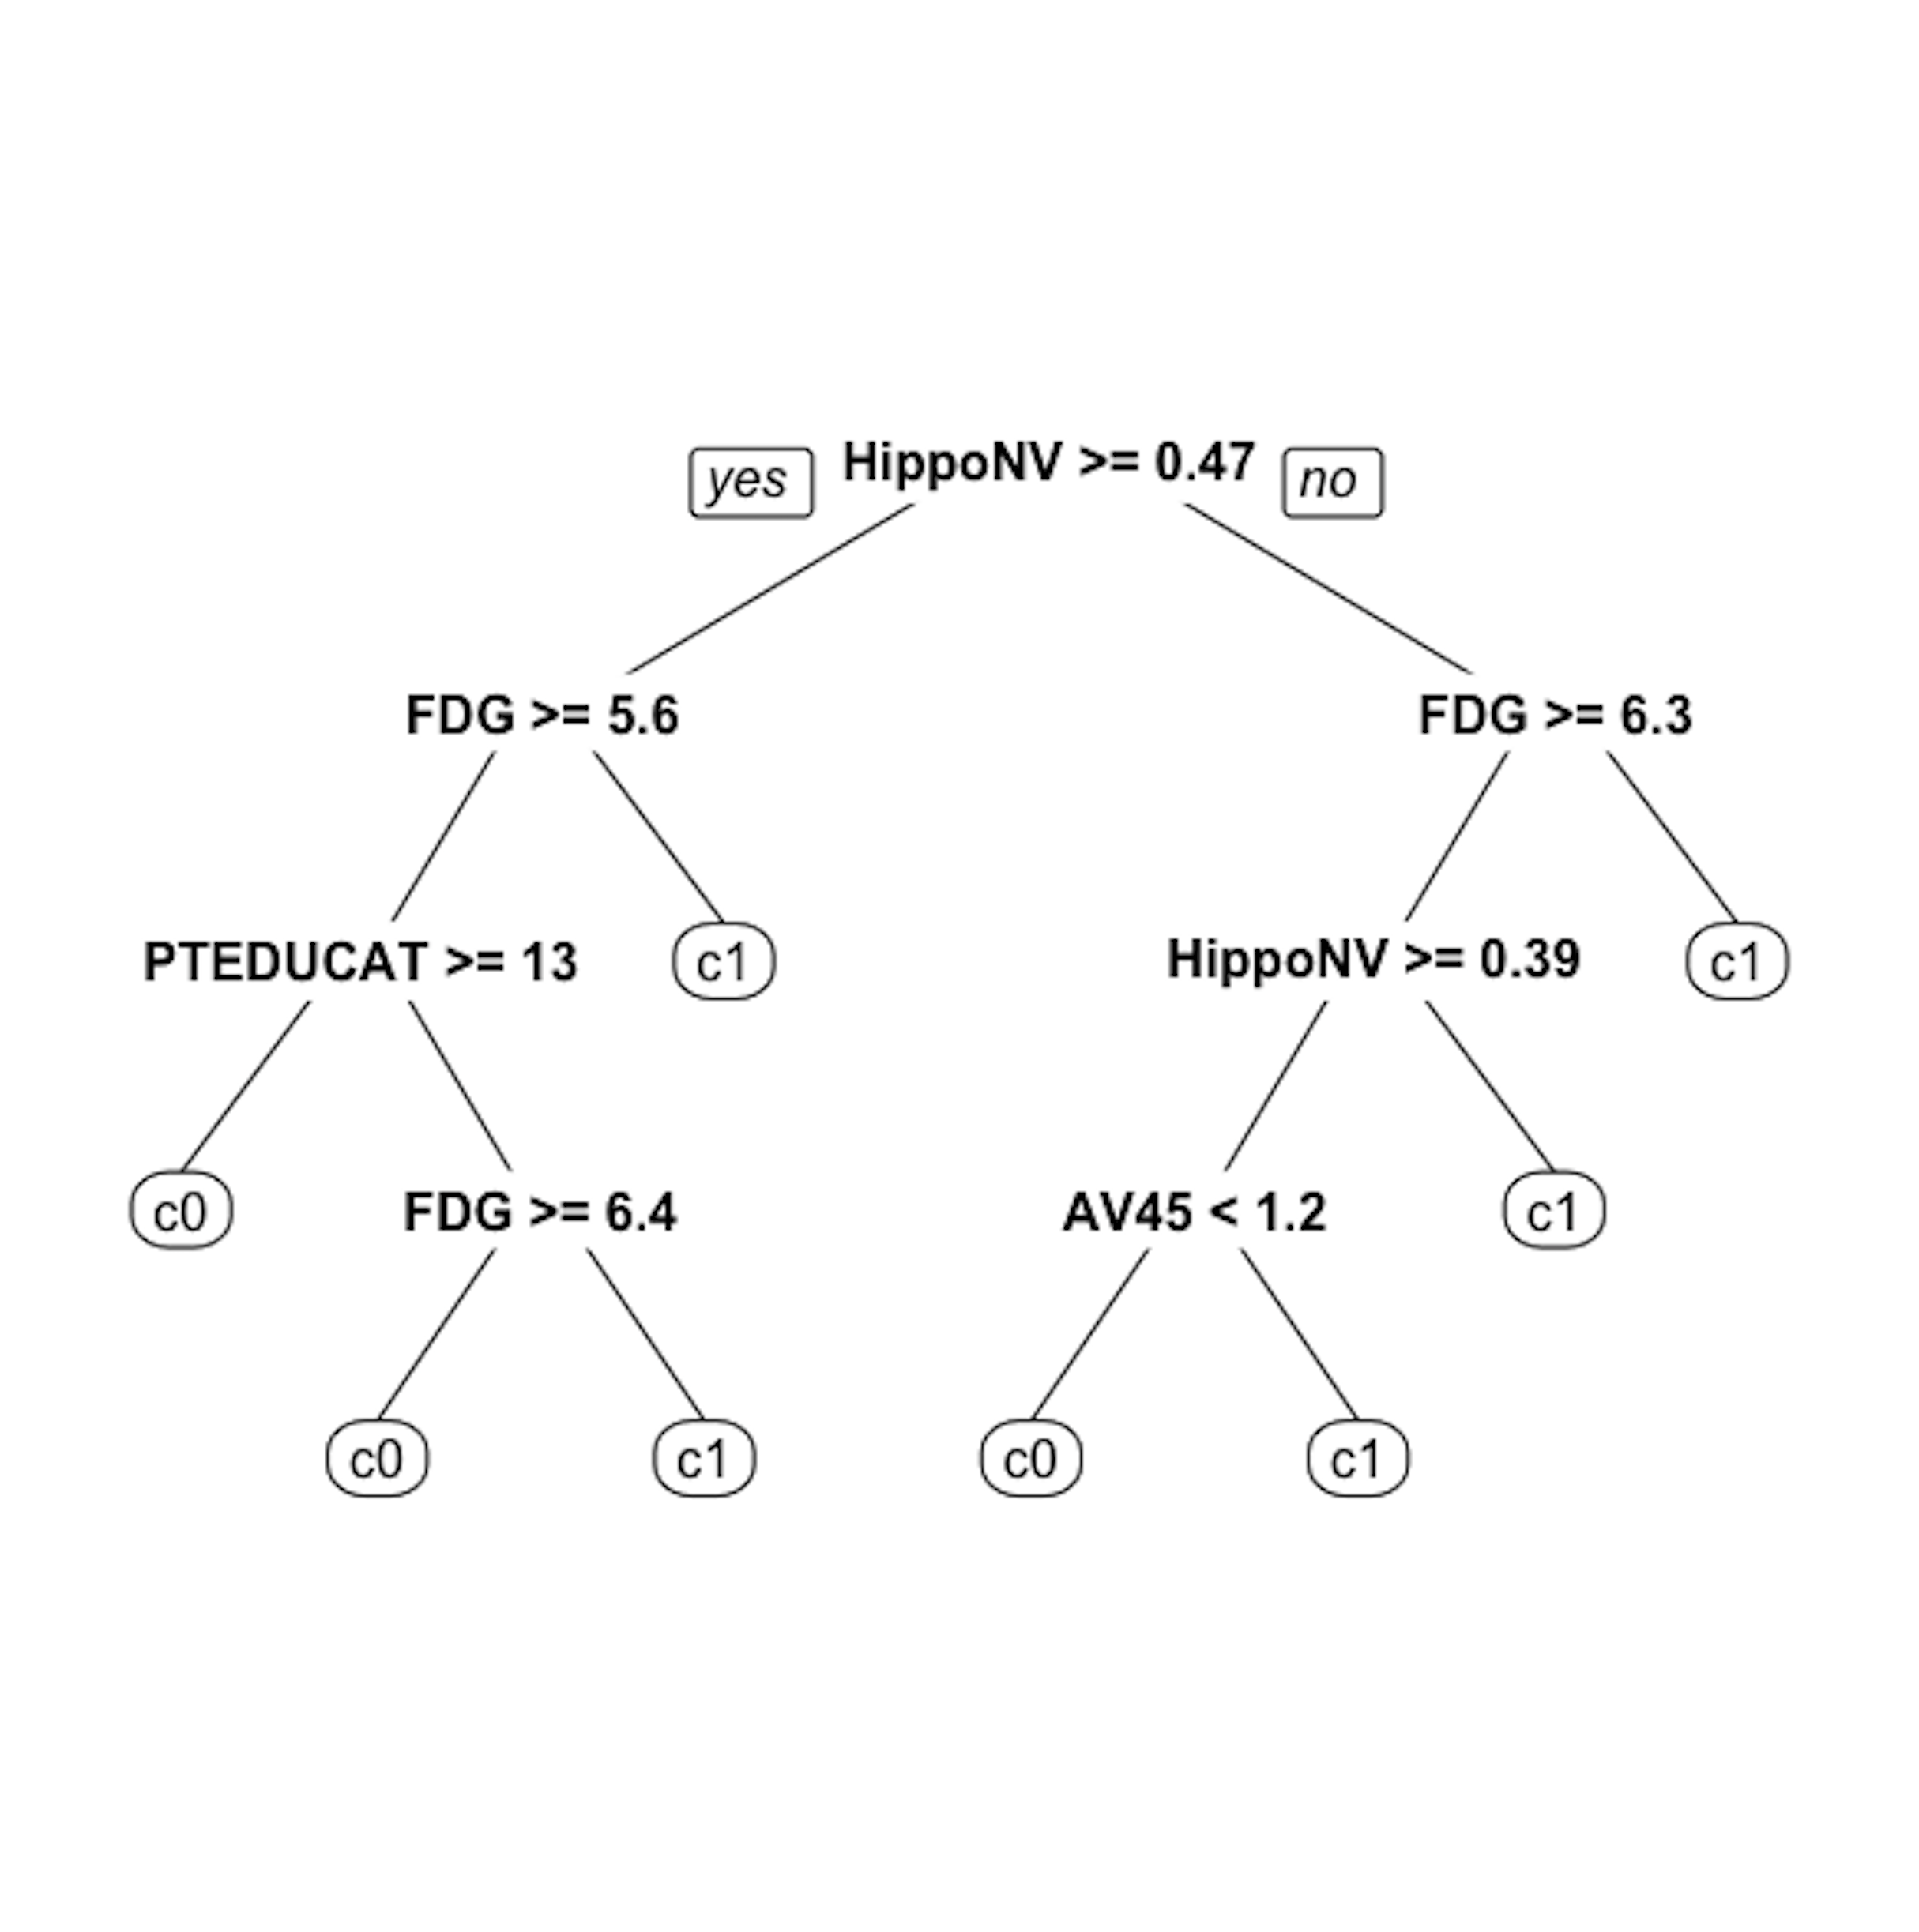 yes HippoNV >= 0.47 no
FDG >= 5.6 FDG >= 6.3
PTEDUCAT >= 13 c1 HippoNV >= 0.39 c1
c0 FDG >= 6.4 AV45 < 1.2 c1
c0 c1 c0 c1